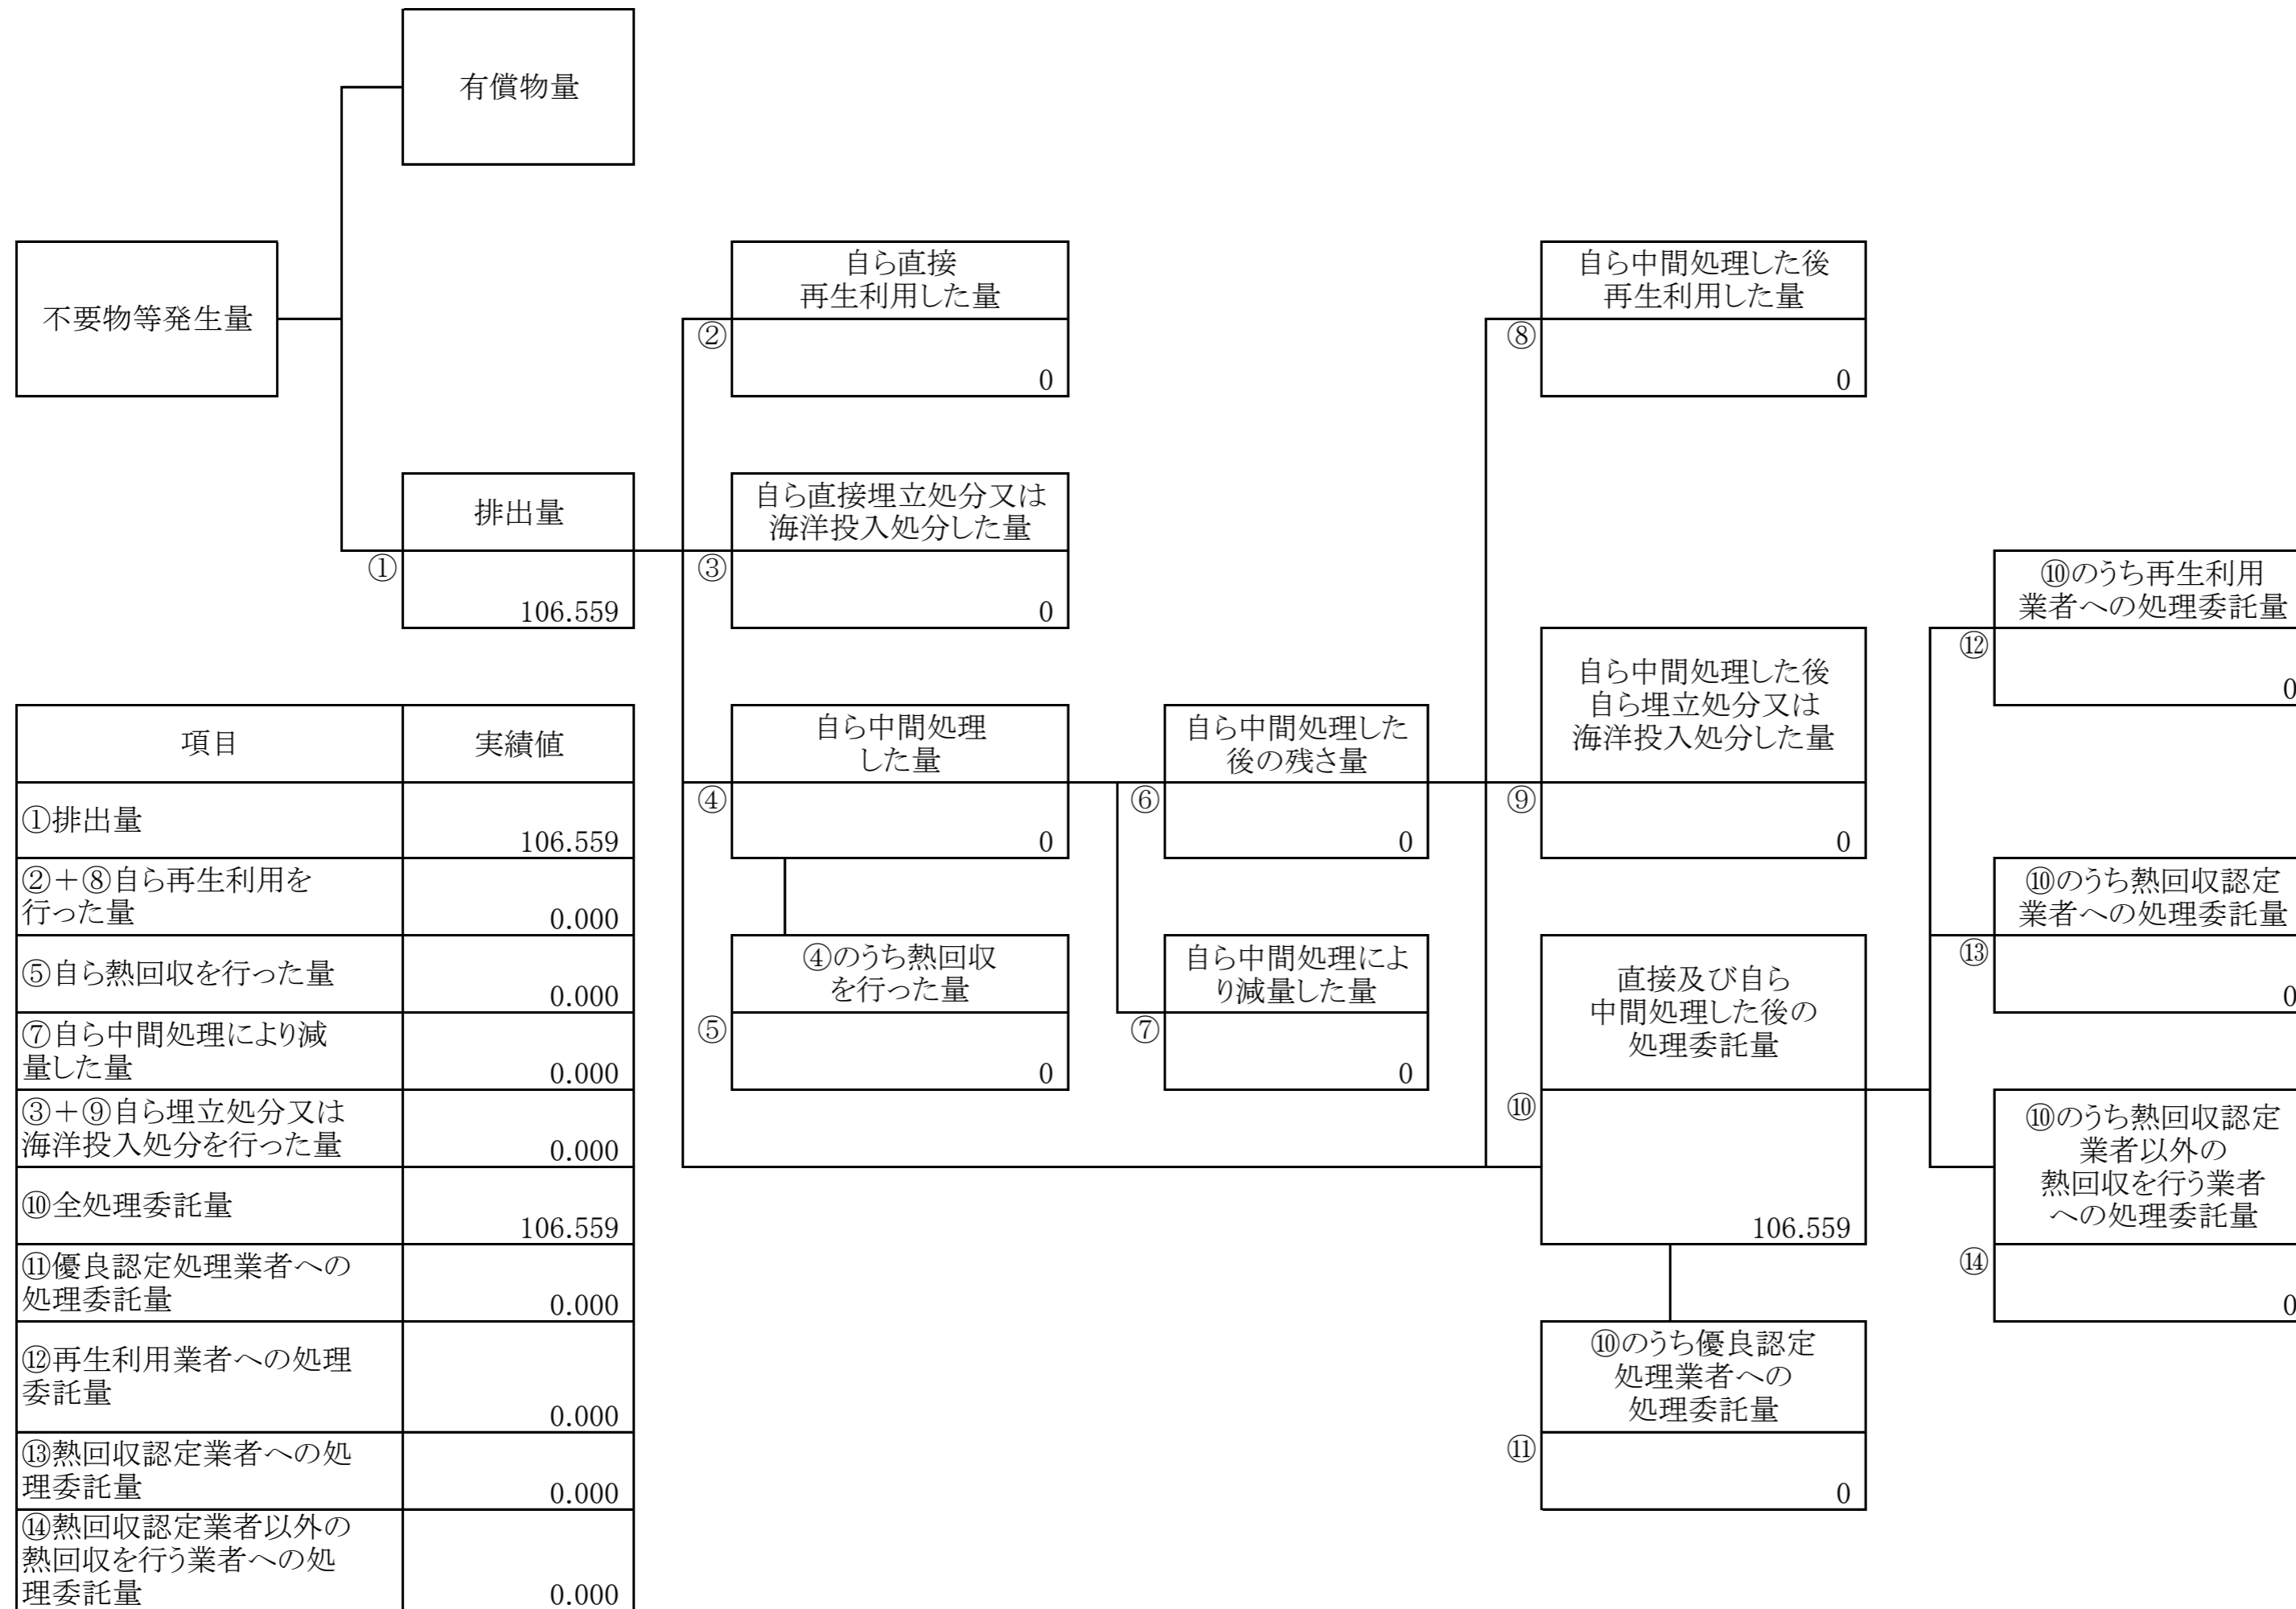 有償物量
不要物等発生量
自ら直接
再生利用した量
②
0
自ら中間処理した後
再生利用した量
⑧
0
排出量
①
106.559
自ら直接埋立処分又は
海洋投入処分した量
③
0
⑩のうち再生利用
業者への処理委託量
⑫
0
自ら中間処理した後
自ら埋立処分又は
海洋投入処分した量
⑨
0
自ら中間処理
した量
④
0
自ら中間処理した
後の残さ量
⑥
0
⑩のうち熱回収認定
業者への処理委託量
⑬
0
④のうち熱回収
を行った量
⑤
0
自ら中間処理によ
り減量した量
⑦
0
直接及び自ら
中間処理した後の
処理委託量
⑩
106.559
⑩のうち熱回収認定
業者以外の
熱回収を行う業者
への処理委託量
⑭
0
⑩のうち優良認定
処理業者への
処理委託量
⑪
0
項目 実績値
①排出量
106.559
②+⑧自ら再生利用を
行った量
0.000
⑤自ら熱回収を行った量
0.000
⑦自ら中間処理により減
量した量
0.000
③+⑨自ら埋立処分又は
海洋投入処分を行った量
0.000
⑩全処理委託量
106.559
⑪優良認定処理業者への
処理委託量
0.000
⑫再生利用業者への処理
委託量
0.000
⑬熱回収認定業者への処
理委託量
0.000
⑭熱回収認定業者以外の
熱回収を行う業者への処
理委託量
0.000